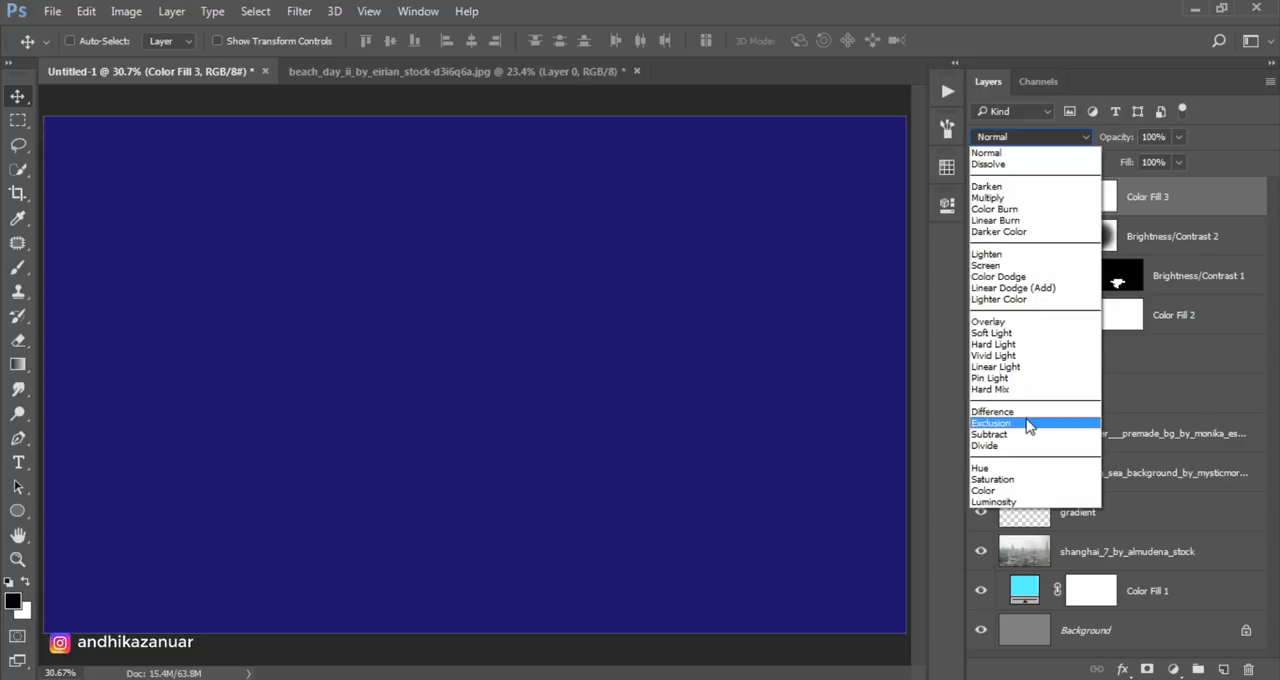 Ps File Edit Image Layer Type Select Filter 3D View Window Help
Auto-Select: Layer Show Transform Controls 3D Mode:
Untitled-1 @ 30.7% (Color Fill 3, RGB/8#) * × beach_day_ii_by_eirian_stock-d3i6q6a.jpg @ 23.4% (Layer 0, RGB/8) * ×
Layers Channels
Kind
Normal Opacity: 100%
Normal
Dissolve
Fill: 100%
Darken
Multiply
Color Burn
Linear Burn
Darker Color
Lighten
Screen
Color Dodge
Linear Dodge (Add)
Lighter Color
Overlay
Soft Light
Hard Light
Vivid Light
Linear Light
Pin Light
Hard Mix
Difference
Exclusion
Subtract
Divide
Hue
Saturation
Color
Luminosity
Color Fill 3
Brightness/Contrast 2
Brightness/Contrast 1
Color Fill 2
er___premade_bg_by_monika_es...
_sea_background_by_mysticmor...
gradient
shanghai_7_by_almudena_stock
Color Fill 1
Background
andhikazanuar
30.67% Doc: 15.4M/63.8M